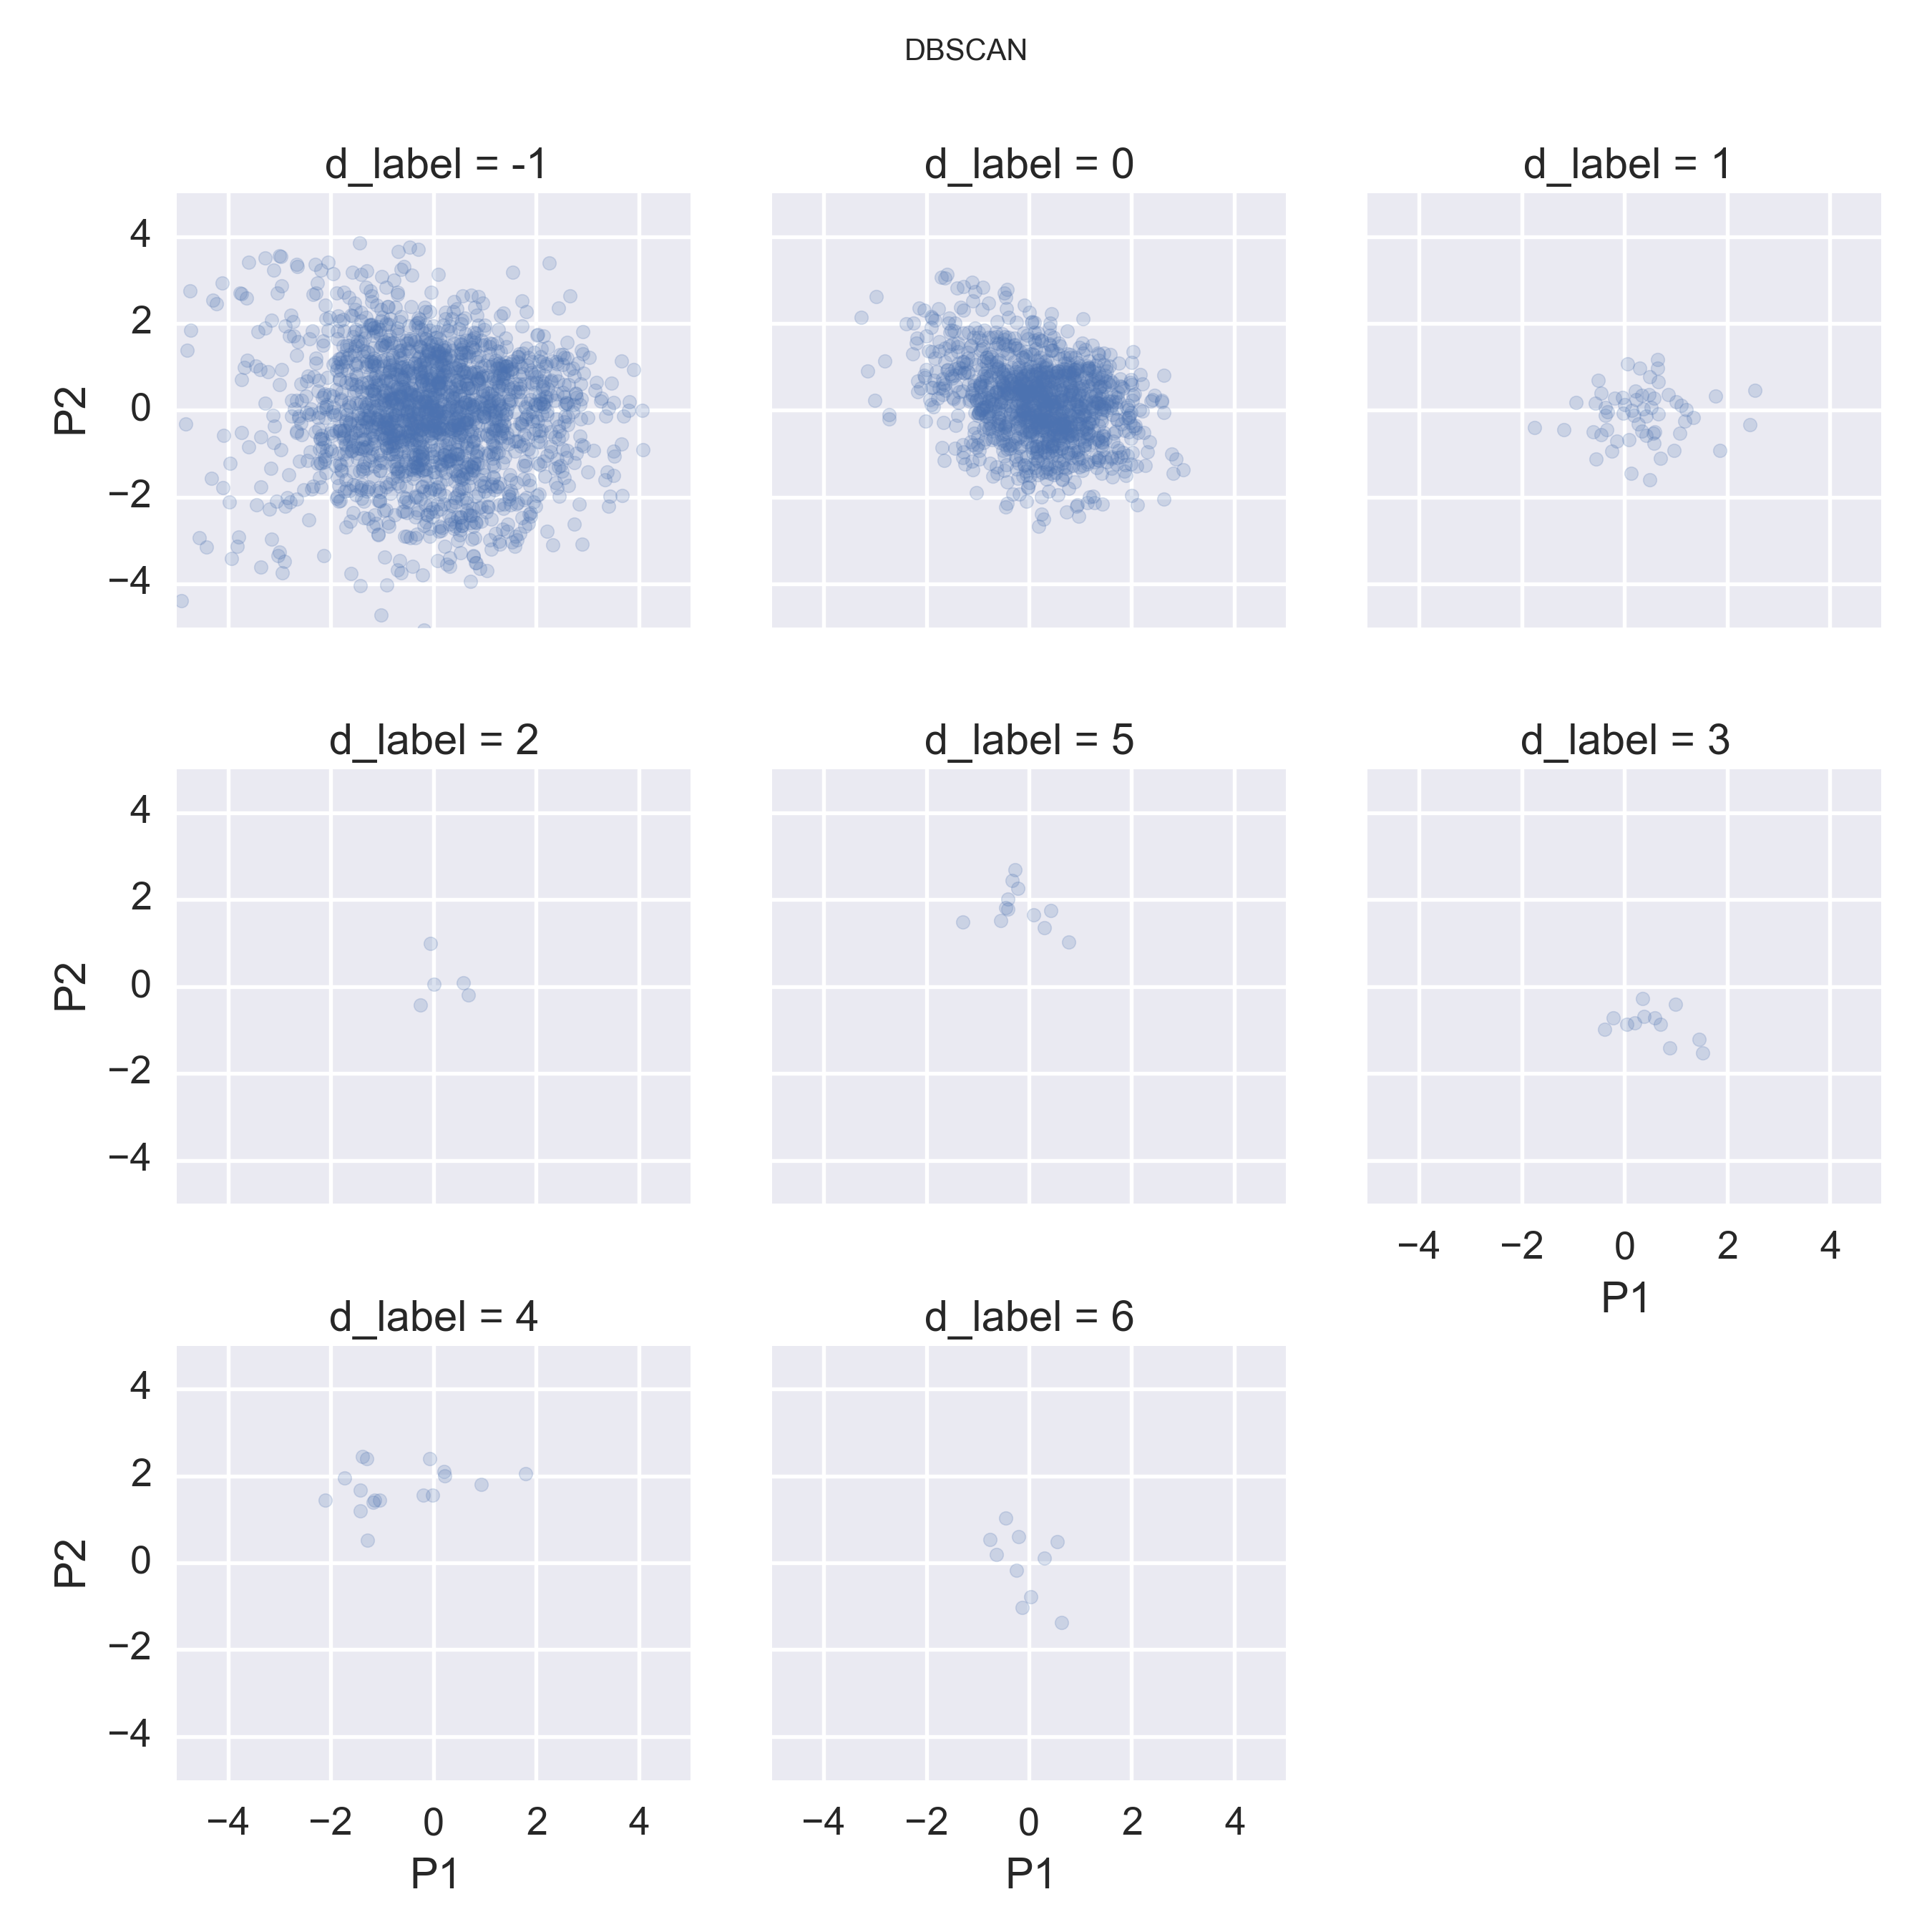 DBSCAN
d_label = -1
d_label = 0
d_label = 1
4
2
0
−2
−4
P2
d_label = 2
d_label = 5
d_label = 3
4
2
0
−2
−4
P2
−4 −2 0 2 4
P1
d_label = 4
d_label = 6
4
2
0
−2
−4
P2
−4 −2 0 2 4
P1
−4 −2 0 2 4
P1